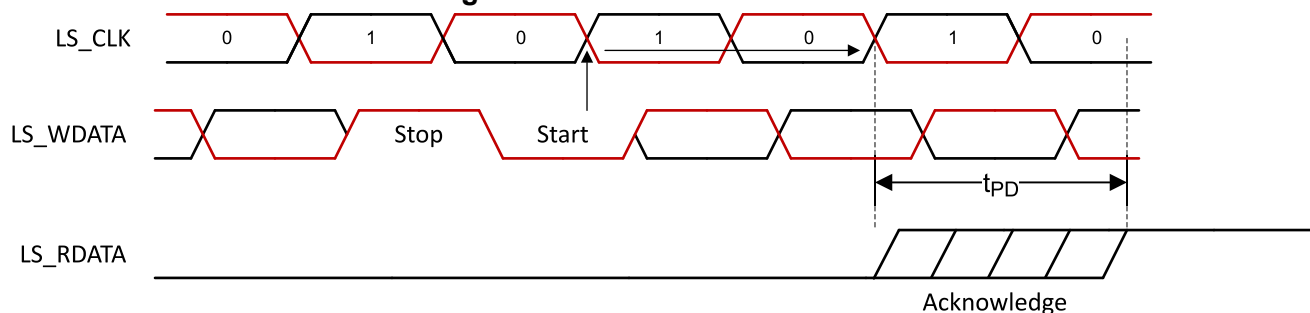 LS_CLK 0 1 0 1 0 1 0
LS_WDATA Stop Start
tPD
LS_RDATA
Acknowledge